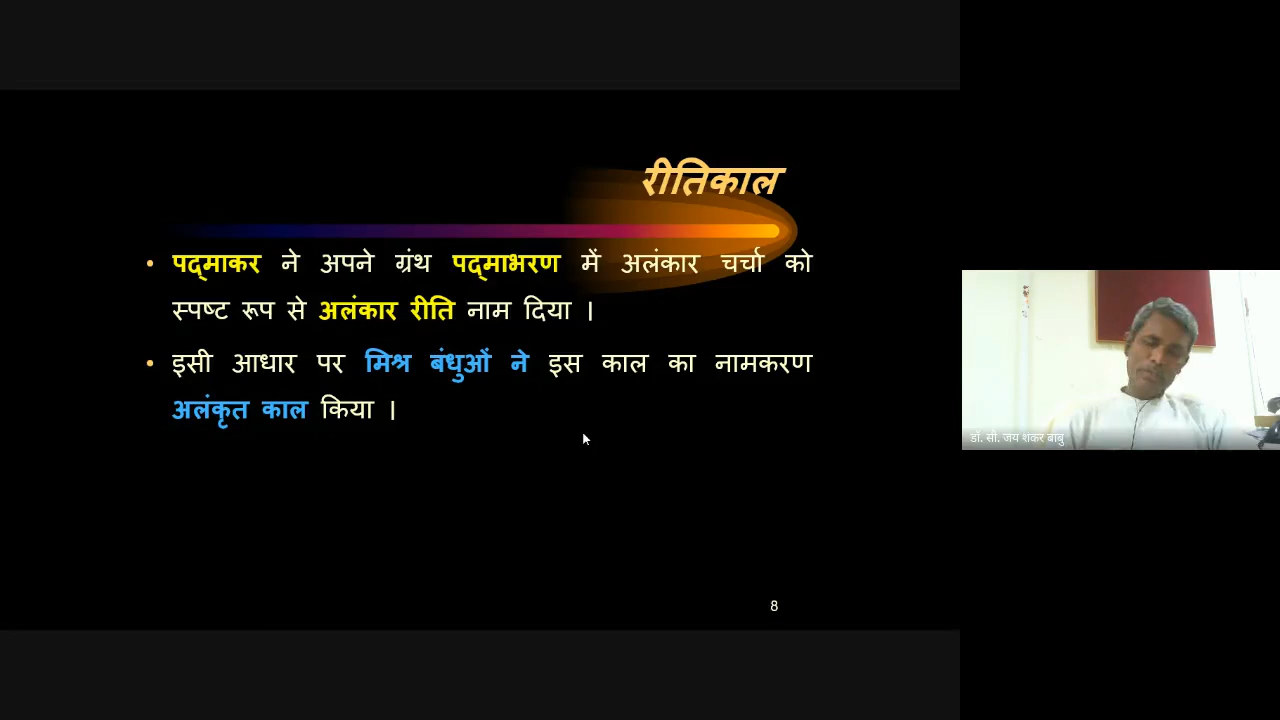 रीतिकाल
• पद्माकर ने अपने ग्रंथ पद्माभरण में अलंकार चर्चा को
स्पष्ट रूप से अलंकार रीति नाम दिया ।
• इसी आधार पर मिश्र बंधुओं ने इस काल का नामकरण
अलंकृत काल किया ।
डॉ. सी. जय शंकर बाबु
8